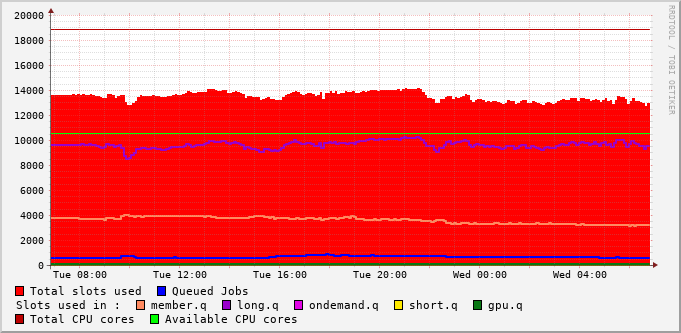 20000
18000
16000
14000
12000
10000
8000
6000
4000
2000
0
Tue 08:00 Tue 12:00 Tue 16:00 Tue 20:00 Wed 00:00 Wed 04:00
RRDTOOL / TOBI OETIKER
Total slots used Queued Jobs
Slots used in : member.q long.q ondemand.q short.q gpu.q
Total CPU cores Available CPU cores